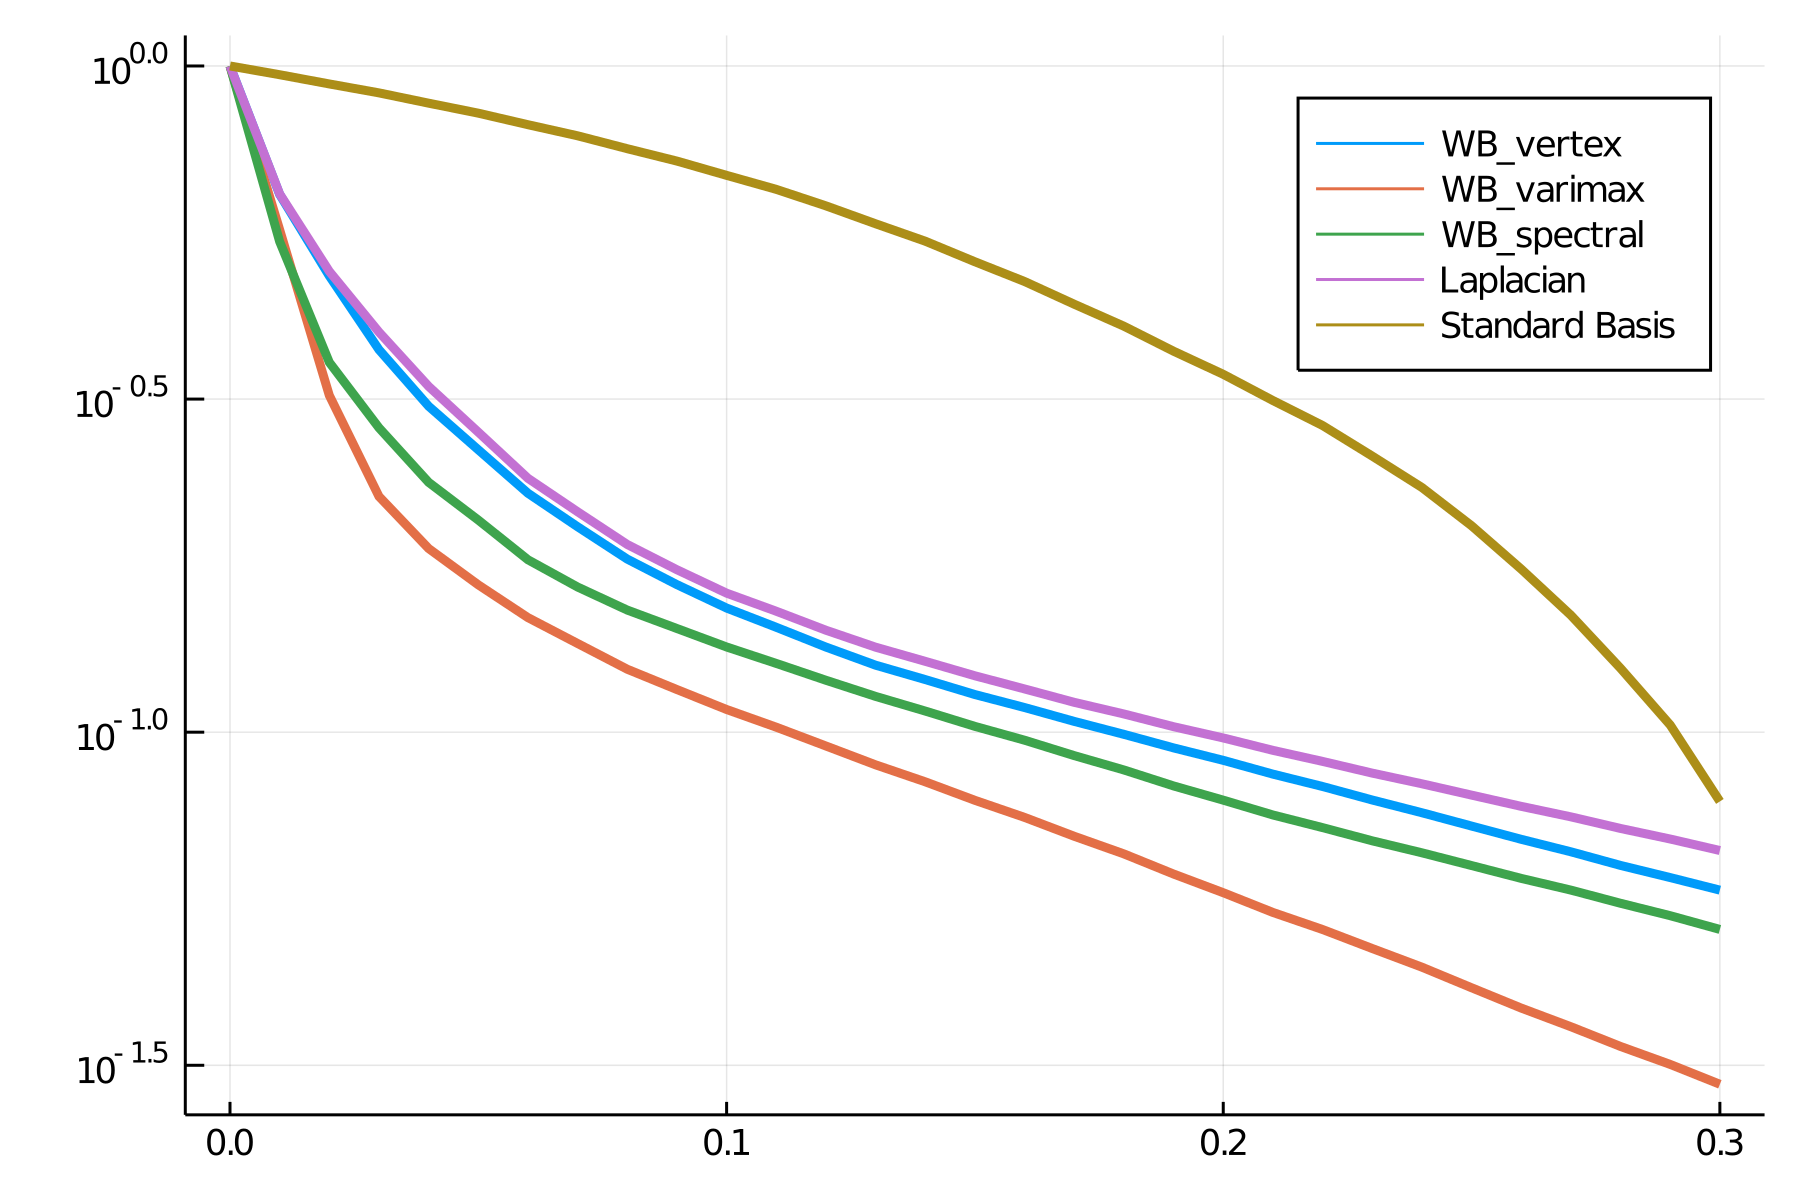 10^0.0
10^-0.5
10^-1.0
10^-1.5
0.0 0.1 0.2 0.3
WB_vertex
WB_varimax
WB_spectral
Laplacian
Standard Basis